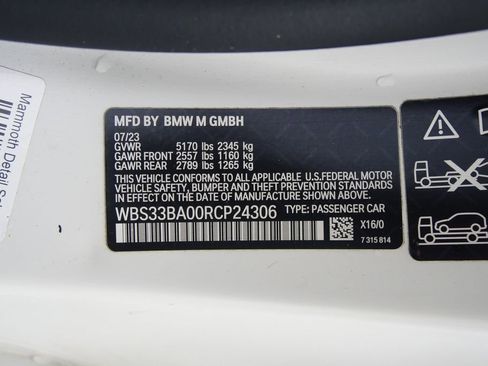 MFD BY BMW M GMBH
07/23
GVWR 5170 lbs 2345 kg
GAWR FRONT 2557 lbs 1160 kg
GAWR REAR 2789 lbs 1265 kg
THIS VEHICLE CONFORMS TO ALL APPLICABLE U.S.FEDERAL MOTOR
VEHICLE SAFETY, BUMPER, AND THEFT PREVENTION STANDARDS IN
EFFECT ON THE DATE OF MANUFACTURE SHOWN ABOVE.
WBS33BA00RCP24306 TYPE: PASSENGER CAR
X16/0
7 315 814
Mammoth Detail